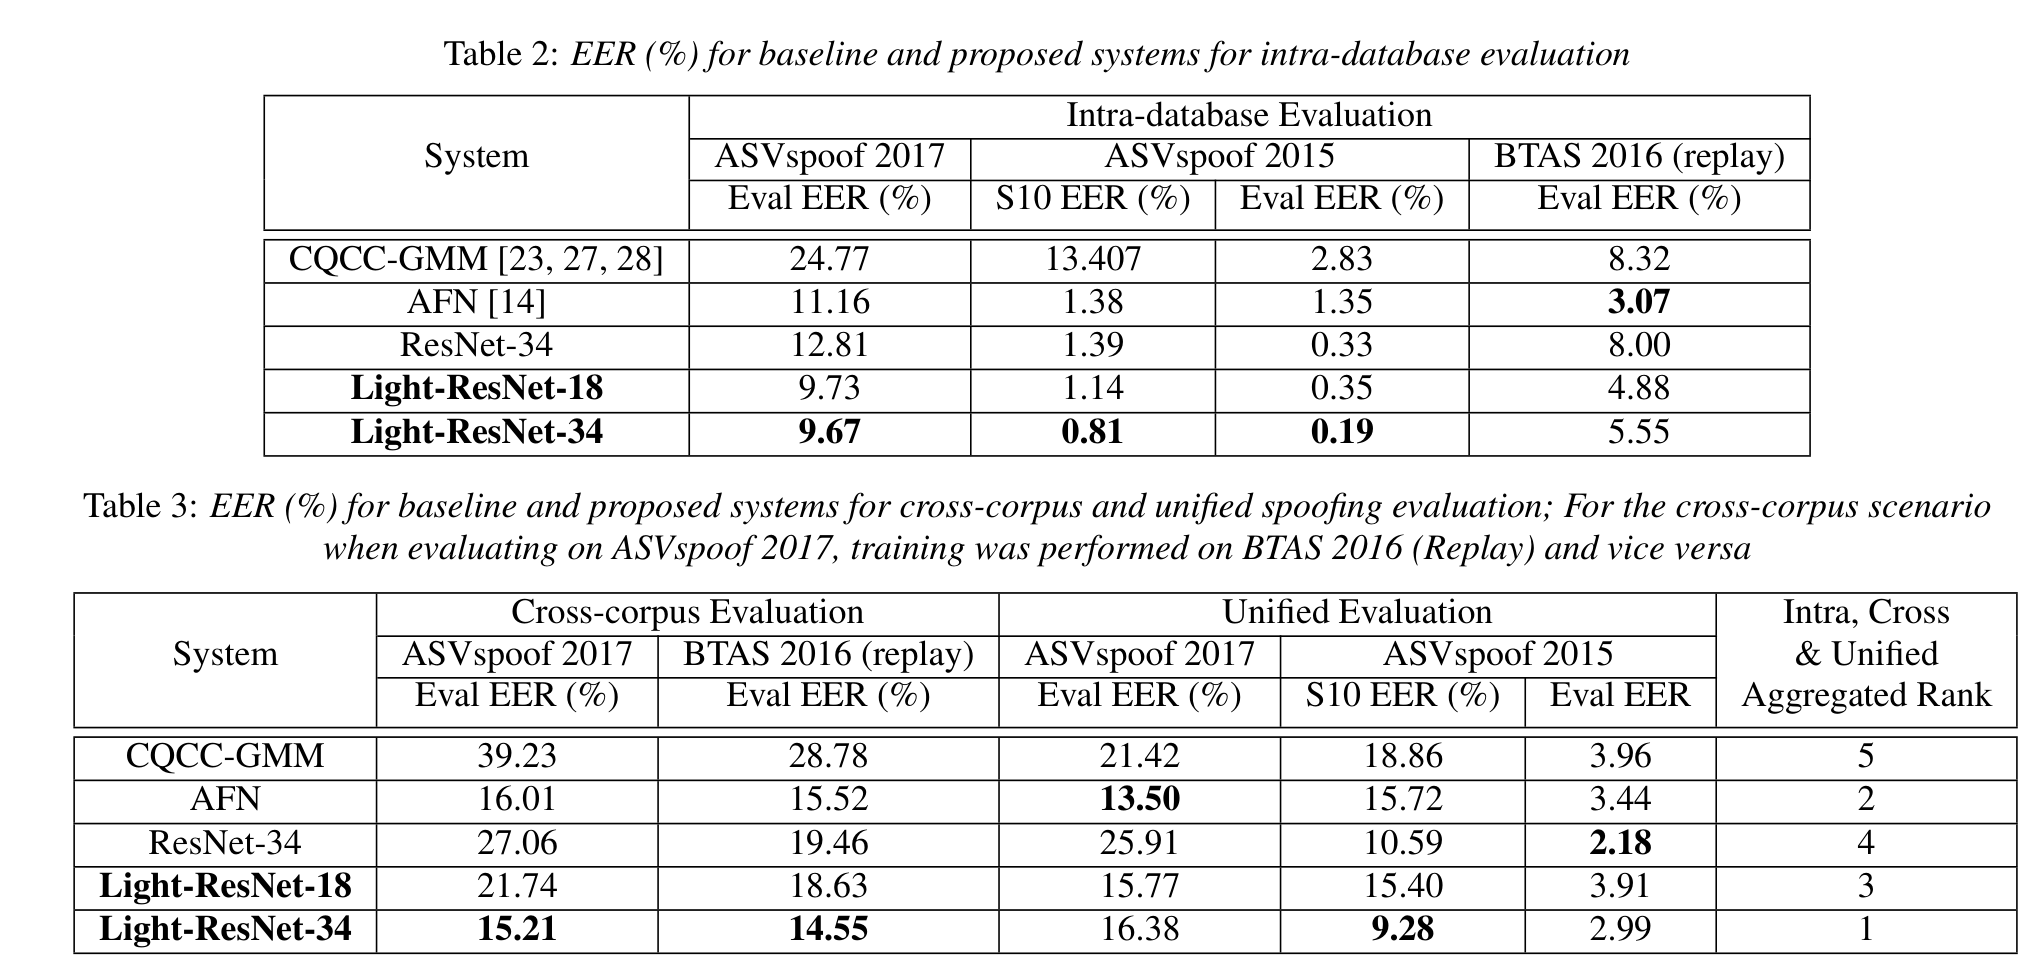 Table 2: EER (%) for baseline and proposed systems for intra-database evaluation
System
Intra-database Evaluation
ASVspoof 2017 ASVspoof 2015 BTAS 2016 (replay)
Eval EER (%) S10 EER (%) Eval EER (%) Eval EER (%)
CQCC-GMM [23, 27, 28] 24.77 13.407 2.83 8.32
AFN [14] 11.16 1.38 1.35 3.07
ResNet-34 12.81 1.39 0.33 8.00
Light-ResNet-18 9.73 1.14 0.35 4.88
Light-ResNet-34 9.67 0.81 0.19 5.55
Table 3: EER (%) for baseline and proposed systems for cross-corpus and unified spoofing evaluation; For the cross-corpus scenario
when evaluating on ASVspoof 2017, training was performed on BTAS 2016 (Replay) and vice versa
System
Cross-corpus Evaluation Unified Evaluation Intra, Cross
ASVspoof 2017 BTAS 2016 (replay) ASVspoof 2017 ASVspoof 2015 & Unified
Eval EER (%) Eval EER (%) Eval EER (%) S10 EER (%) Eval EER Aggregated Rank
CQCC-GMM 39.23 28.78 21.42 18.86 3.96 5
AFN 16.01 15.52 13.50 15.72 3.44 2
ResNet-34 27.06 19.46 25.91 10.59 2.18 4
Light-ResNet-18 21.74 18.63 15.77 15.40 3.91 3
Light-ResNet-34 15.21 14.55 16.38 9.28 2.99 1